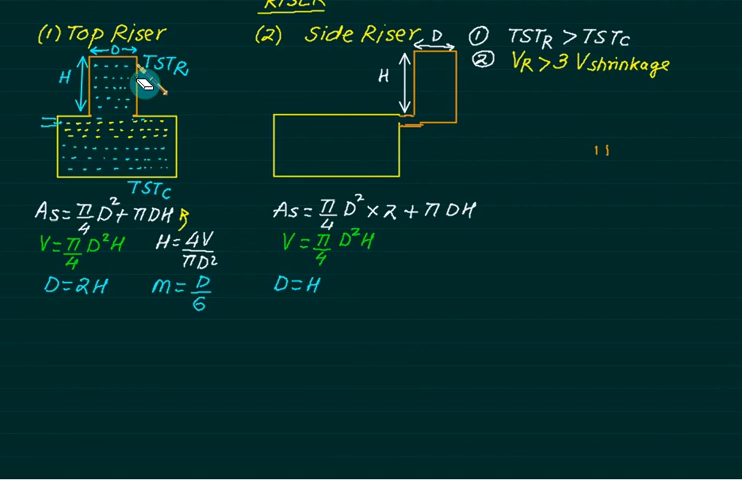 RISER
(1) Top Riser
D
H
TSTR
TSTc
As = π/4 D² + πDH
V = π/4 D²H
H = 4V/πD²
D = 2H
m = D/6
(2) Side Riser
D
H
As = π/4 D² × 2 + πDH
V = π/4 D²H
D = H
① TSTR > TSTc
② VR > 3 Vshrinkage